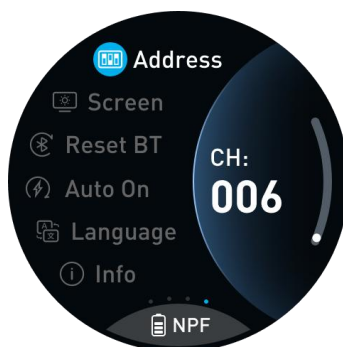 Address
Screen
Reset BT
Auto On
Language
Info
CH:
006
NPF